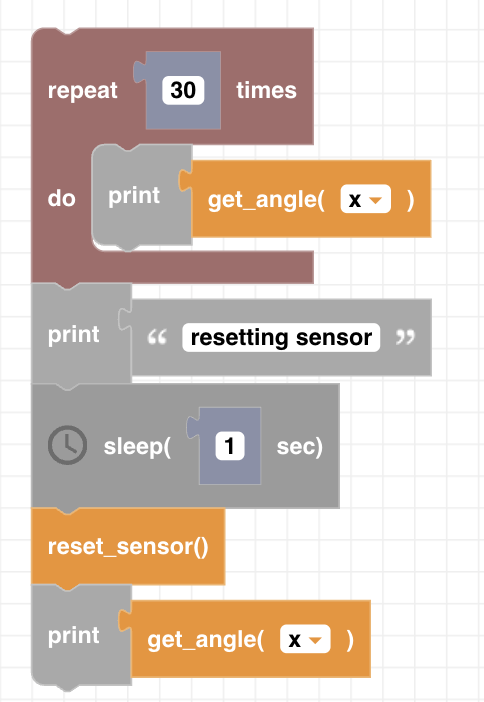 repeat 30 times
do print get_angle( x )
print “ resetting sensor ”
sleep( 1 sec)
reset_sensor()
print get_angle( x )